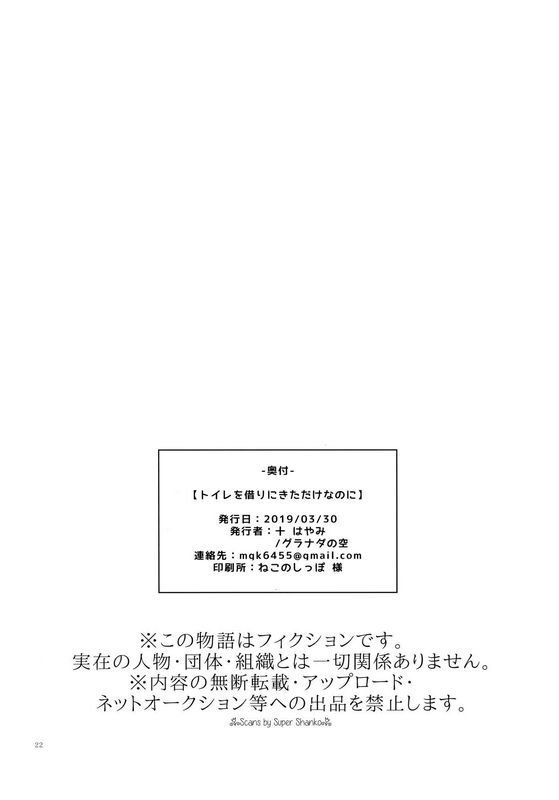 -奥付-
【トイレを借りにきただけなのに】
発行日：2019/03/30
発行者：十 はやみ
/グラナダの空
連絡先：mqk6455@gmail.com
印刷所：ねこのしっぽ 様
※この物語はフィクションです。
実在の人物・団体・組織とは一切関係ありません。
※内容の無断転載・アップロード・
ネットオークション等への出品を禁止します。
Scans by Super Shanko
22